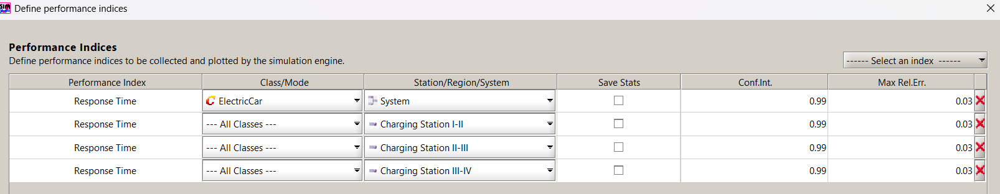 SIM
Define performance indices
Performance Indices
Define performance indices to be collected and plotted by the simulation engine.
------ Select an index ------
Performance Index Class/Mode Station/Region/System Save Stats Conf.Int. Max Rel.Err.
Response Time ElectricCar System 0.99 0.03
Response Time --- All Classes --- Charging Station I-II 0.99 0.03
Response Time --- All Classes --- Charging Station II-III 0.99 0.03
Response Time --- All Classes --- Charging Station III-IV 0.99 0.03